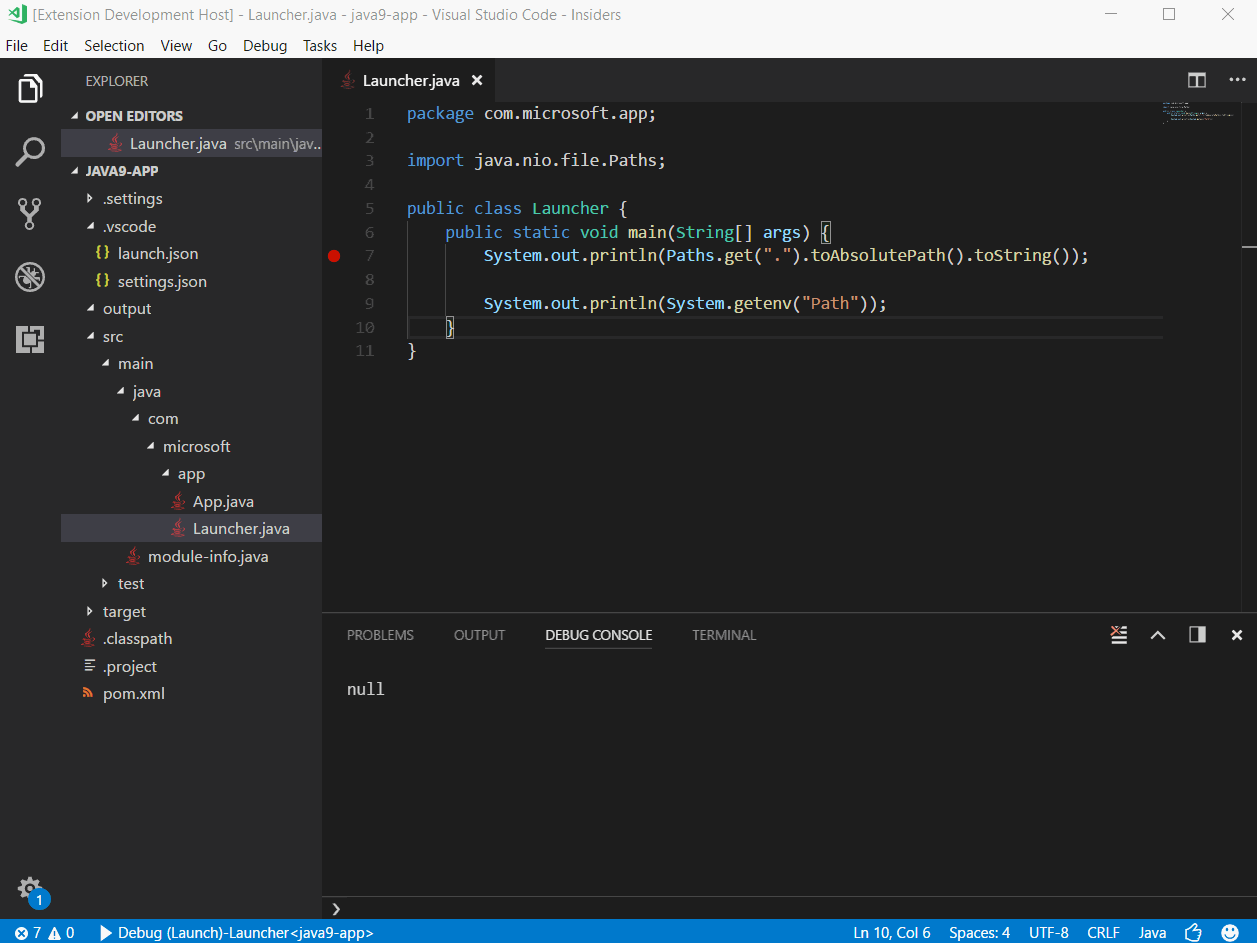 [Extension Development Host] - Launcher.java - java9-app - Visual Studio Code - Insiders
File Edit Selection View Go Debug Tasks Help
EXPLORER
OPEN EDITORS
Launcher.java src\main\jav...
JAVA9-APP
.settings
.vscode
{} launch.json
{} settings.json
output
src
main
java
com
microsoft
app
App.java
Launcher.java
module-info.java
test
target
.classpath
.project
pom.xml
1
Launcher.java
1 package com.microsoft.app;
2
3 import java.nio.file.Paths;
4
5 public class Launcher {
6 public static void main(String[] args) {
7 System.out.println(Paths.get(".").toAbsolutePath().toString());
8
9 System.out.println(System.getenv("Path"));
10 }
11 }
PROBLEMS OUTPUT DEBUG CONSOLE TERMINAL
null
7 0 Debug (Launch)-Launcher<java9-app> Ln 10, Col 6 Spaces: 4 UTF-8 CRLF Java